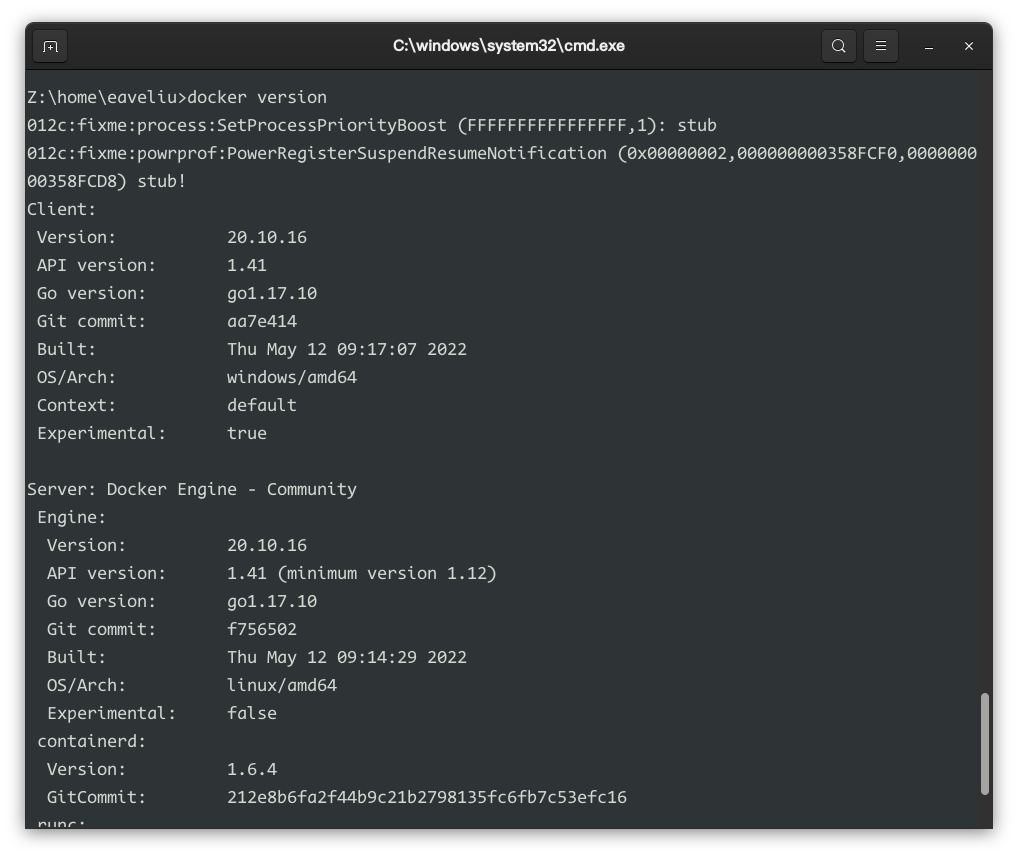 C:\windows\system32\cmd.exe
Z:\home\eaveliu>docker version
012c:fixme:process:SetProcessPriorityBoost (FFFFFFFFFFFFFFFF,1): stub
012c:fixme:powrprof:PowerRegisterSuspendResumeNotification (0x00000002,000000000358FCF0,0000000
00358FCD8) stub!
Client:
 Version:           20.10.16
 API version:       1.41
 Go version:        go1.17.10
 Git commit:        aa7e414
 Built:             Thu May 12 09:17:07 2022
 OS/Arch:           windows/amd64
 Context:           default
 Experimental:      true
Server: Docker Engine - Community
 Engine:
  Version:          20.10.16
  API version:      1.41 (minimum version 1.12)
  Go version:       go1.17.10
  Git commit:       f756502
  Built:            Thu May 12 09:14:29 2022
  OS/Arch:          linux/amd64
  Experimental:     false
 containerd:
  Version:          1.6.4
  GitCommit:        212e8b6fa2f44b9c21b2798135fc6fb7c53efc16
 runc: